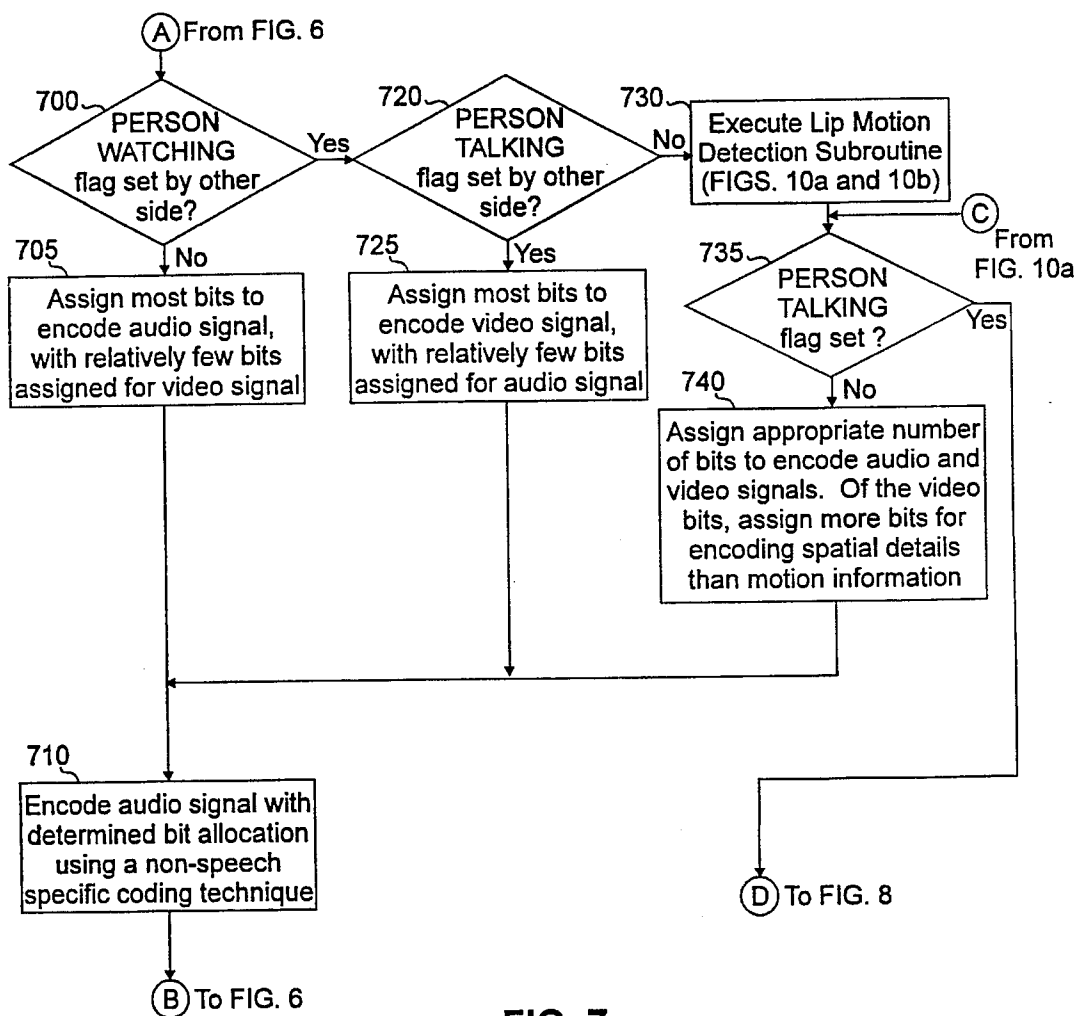 A From FIG. 6
700
PERSON
WATCHING
flag set by other
side?
Yes
No
720
PERSON
TALKING
flag set by other
side?
No
Yes
730
Execute Lip Motion
Detection Subroutine
(FIGS. 10a and 10b)
C
From
FIG. 10a
705
Assign most bits to
encode audio signal,
with relatively few bits
assigned for video signal
725
Assign most bits to
encode video signal,
with relatively few bits
assigned for audio signal
735
PERSON
TALKING
flag set ?
Yes
No
740
Assign appropriate number
of bits to encode audio and
video signals. Of the video
bits, assign more bits for
encoding spatial details
than motion information
710
Encode audio signal with
determined bit allocation
using a non-speech
specific coding technique
D To FIG. 8
B To FIG. 6
FIG. 7